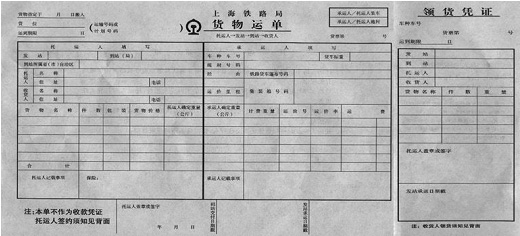 上海铁路局
货物运单
托运人→发站→到站→收货人
货物指定于 月 日搬入
货位:
运到期限 日
运编号码或
计划号码:
承运人/托运人装车
承运人/托运人施封
货票第 号
托运人填写
承运人填写
发站
到站(局)
车种车号
货车标重
到站所属省(市)自治区
施封号码
托运人
名称
住址
电话
收货人
名称
住址
电话
经由
铁路货车篷布号码
运价里程
集装箱号码
货物名称
件数
包装
货物价格
托运人确定重量
(公斤)
承运人确定重量
(公斤)
计费重量
运价号
运价率
运费
合计
托运人记载事项
保险:
承运人记载事项
注:本单不作为收款凭证
托运人签约须知见背面
托运人盖章或签字
年 月 日
到站交付日期戳
发站承运日期戳
领货凭证
车种车号
货票第 号
运到期限 日
发站
到站
托运人
收货人
货物名称
件数
重量
托运人盖章或签字
发站承运日期戳
注:收货人领货须知见背面